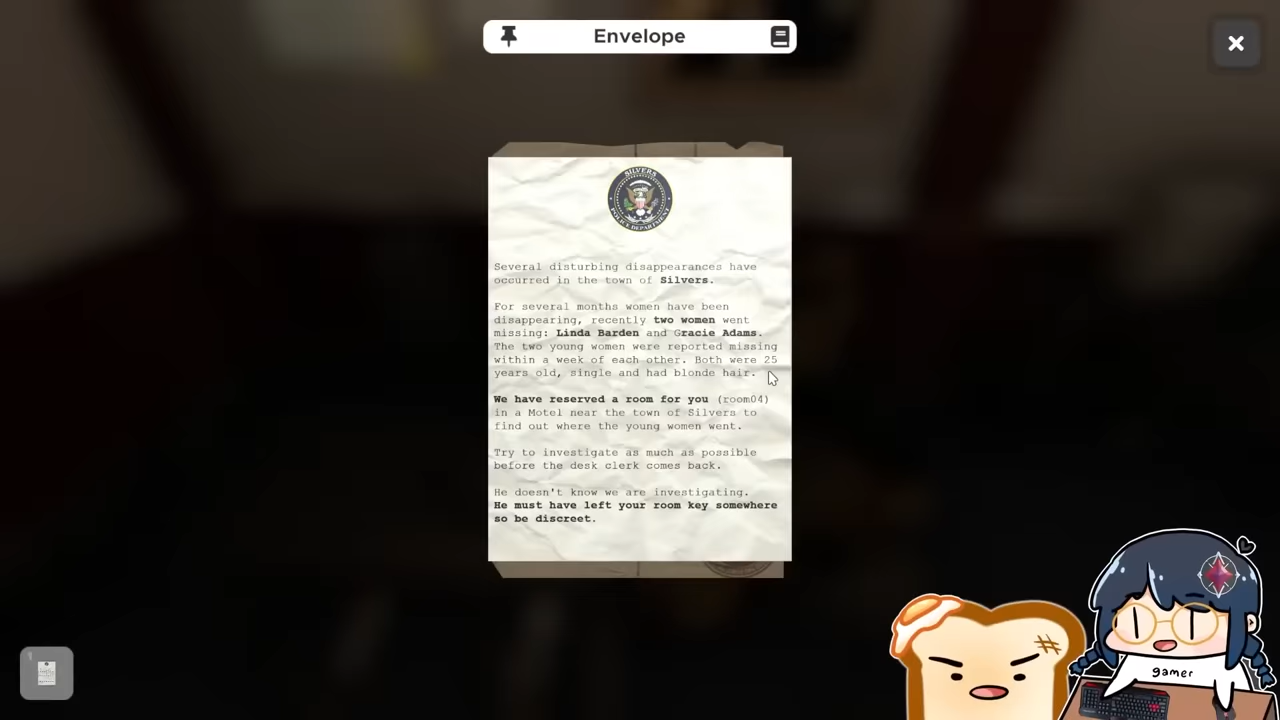 Envelope
SILVERS
POLICE DEPARTMENT
Several disturbing disappearances have
occurred in the town of Silvers.
For several months women have been
disappearing, recently two women went
missing: Linda Barden and Gracie Adams.
The two young women were reported missing
within a week of each other. Both were 25
years old, single and had blonde hair.
We have reserved a room for you (room04)
in a Motel near the town of Silvers to
find out where the young women went.
Try to investigate as much as possible
before the desk clerk comes back.
He doesn't know we are investigating.
He must have left your room key somewhere
so be discreet.
gamer